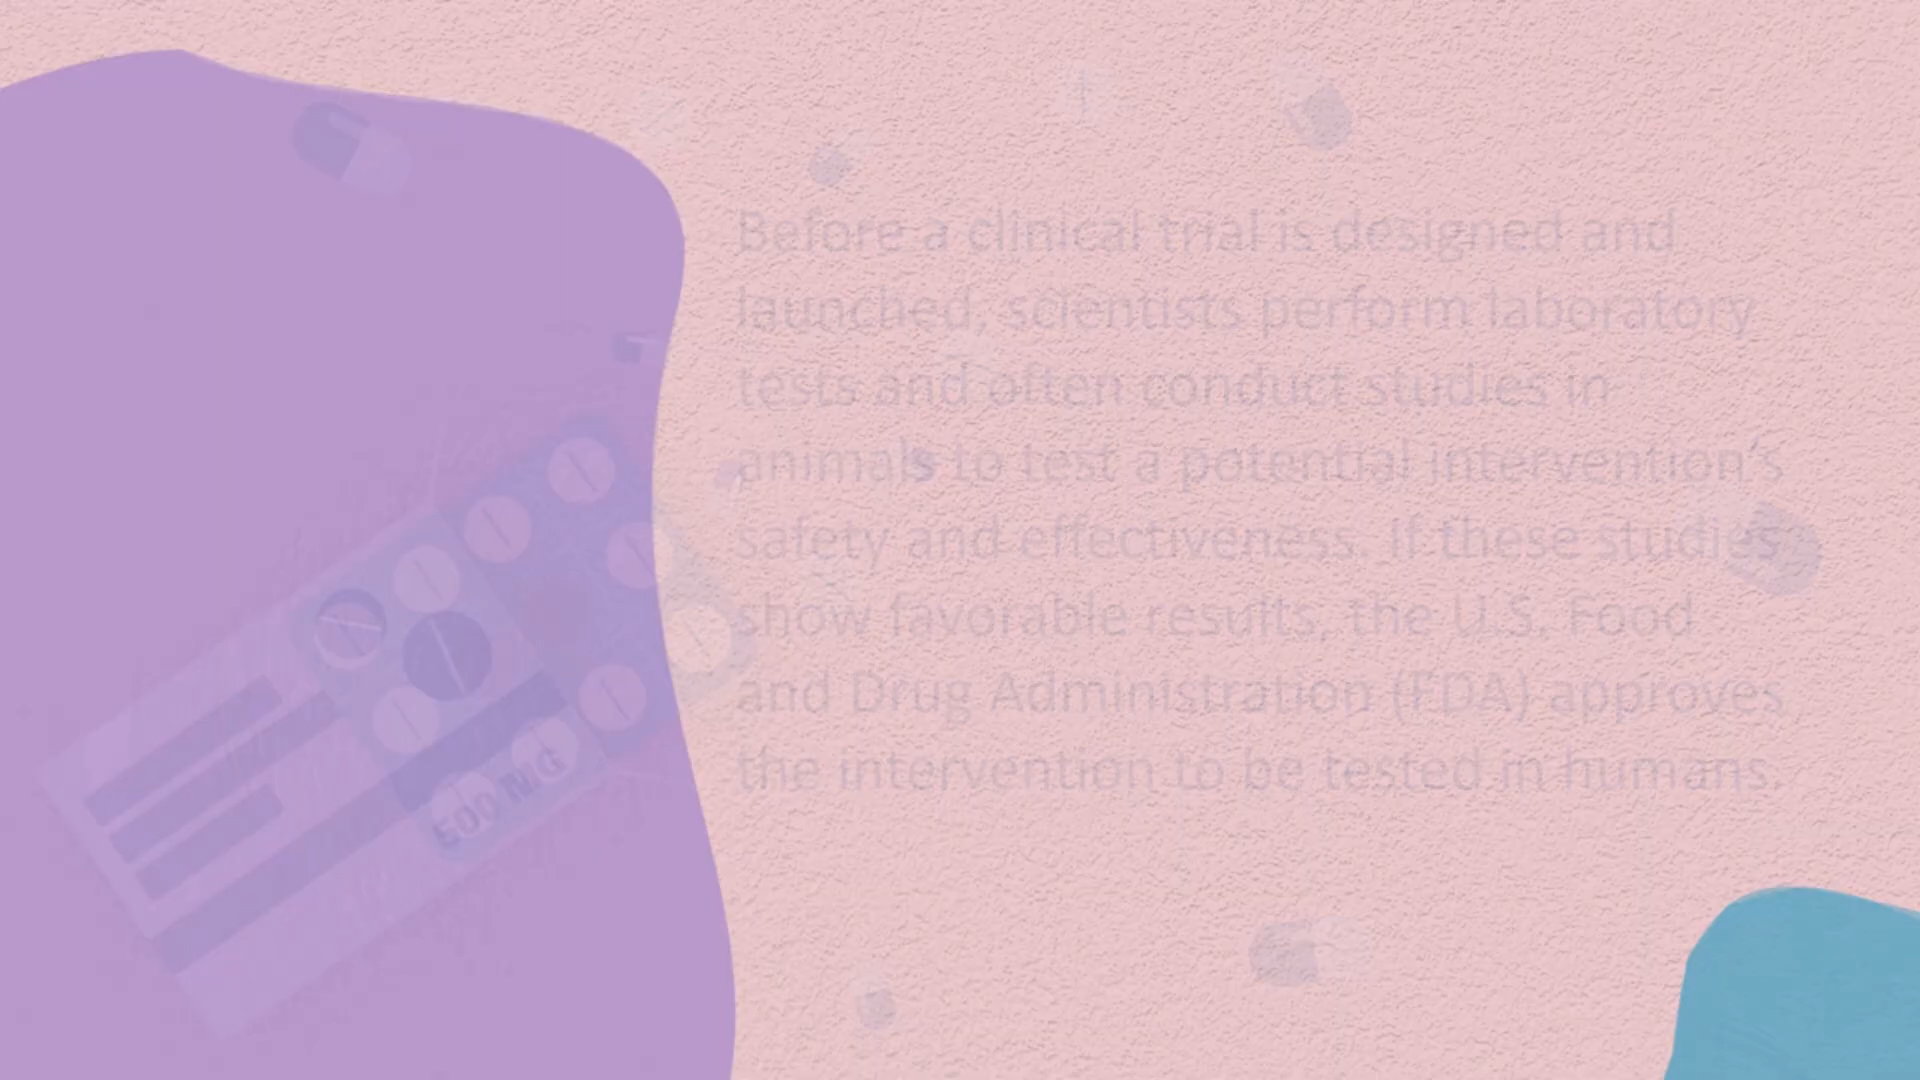 Before a clinical trial is designed and
launched, scientists perform laboratory
tests and often conduct studies in
animals to test a potential intervention's
safety and effectiveness. If these studies
show favorable results, the U.S. Food
and Drug Administration (FDA) approves
the intervention to be tested in humans.
500 MG